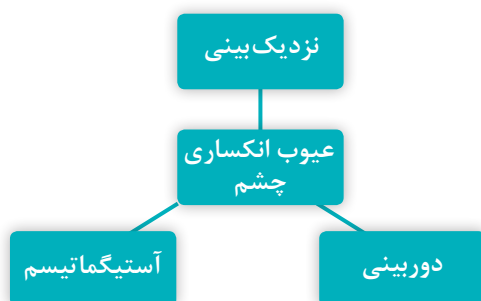 نزدیک‌بینی
عیوب انکساری
چشم
دوربینی
آستیگماتیسم